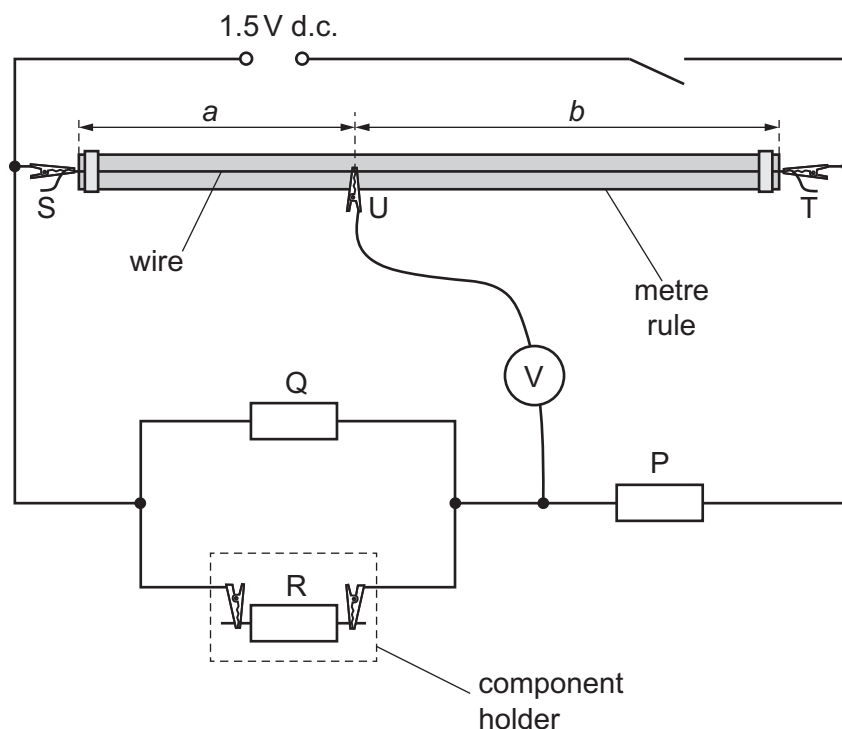 1.5 V d.c.
a b
S U T
wire
metre
rule
V
Q
P
R
component
holder